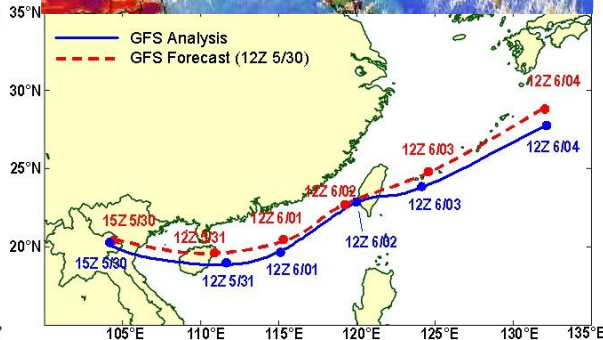 35°N
GFS Analysis
GFS Forecast (12Z 5/30)
30°N
12Z 6/04
12Z 6/04
25°N
12Z 6/03
12Z 6/03
12Z 6/02
12Z 6/02
15Z 5/30
12Z 5/31
12Z 6/01
20°N
15Z 5/30
12Z 5/31
12Z 6/01
105°E
110°E
115°E
120°E
125°E
130°E
135°E